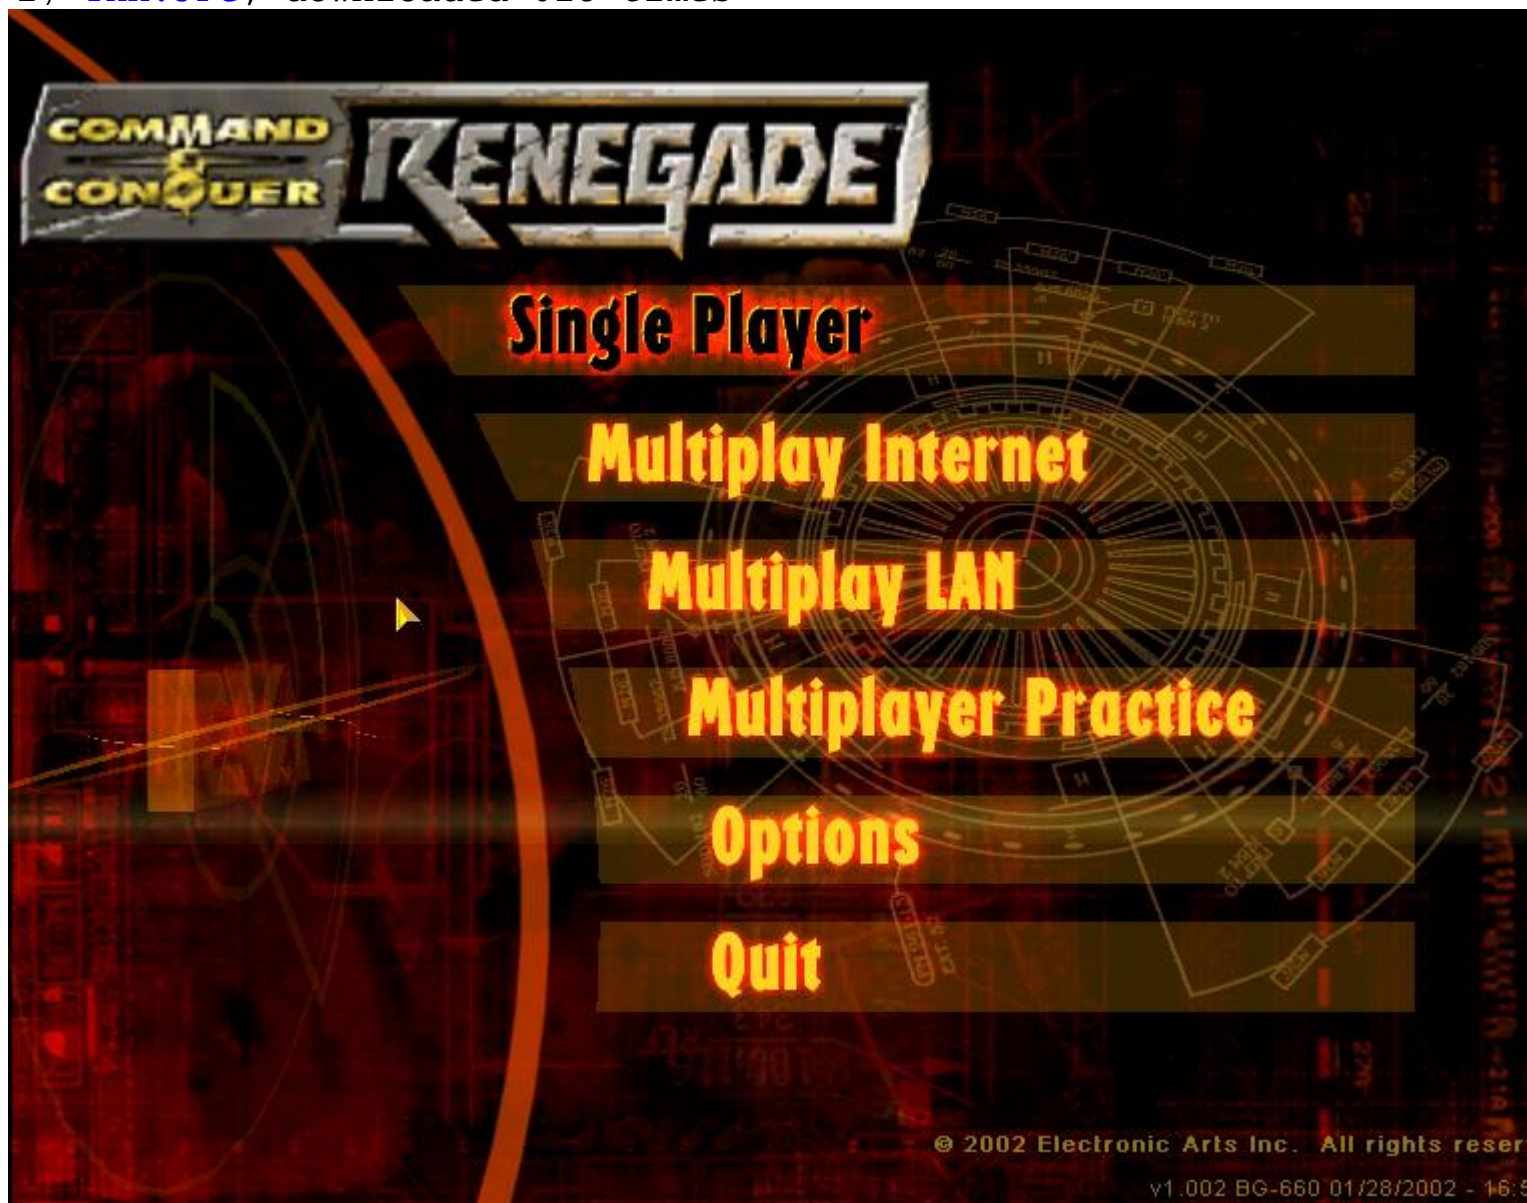 COMMAND
&
CONQUER
RENEGADE
Single Player
Multiplay Internet
Multiplay LAN
Multiplayer Practice
Options
Quit
© 2002 Electronic Arts Inc. All rights reser
v1.002 BG-660 01/28/2002 - 16:5